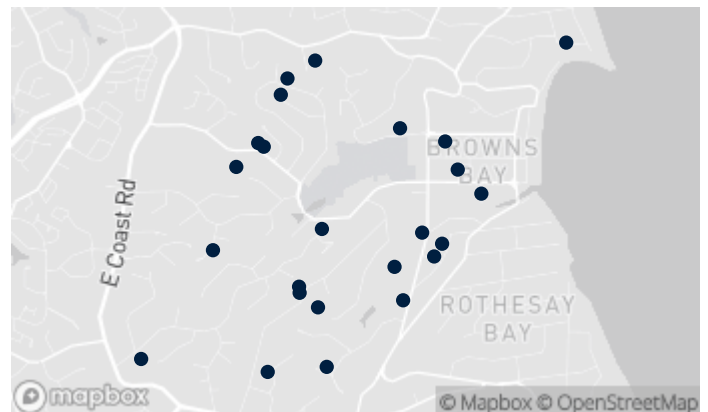 E Coast Rd
BROWNS
BAY
ROTHESAY
BAY
mapbox
© Mapbox © OpenStreetMap